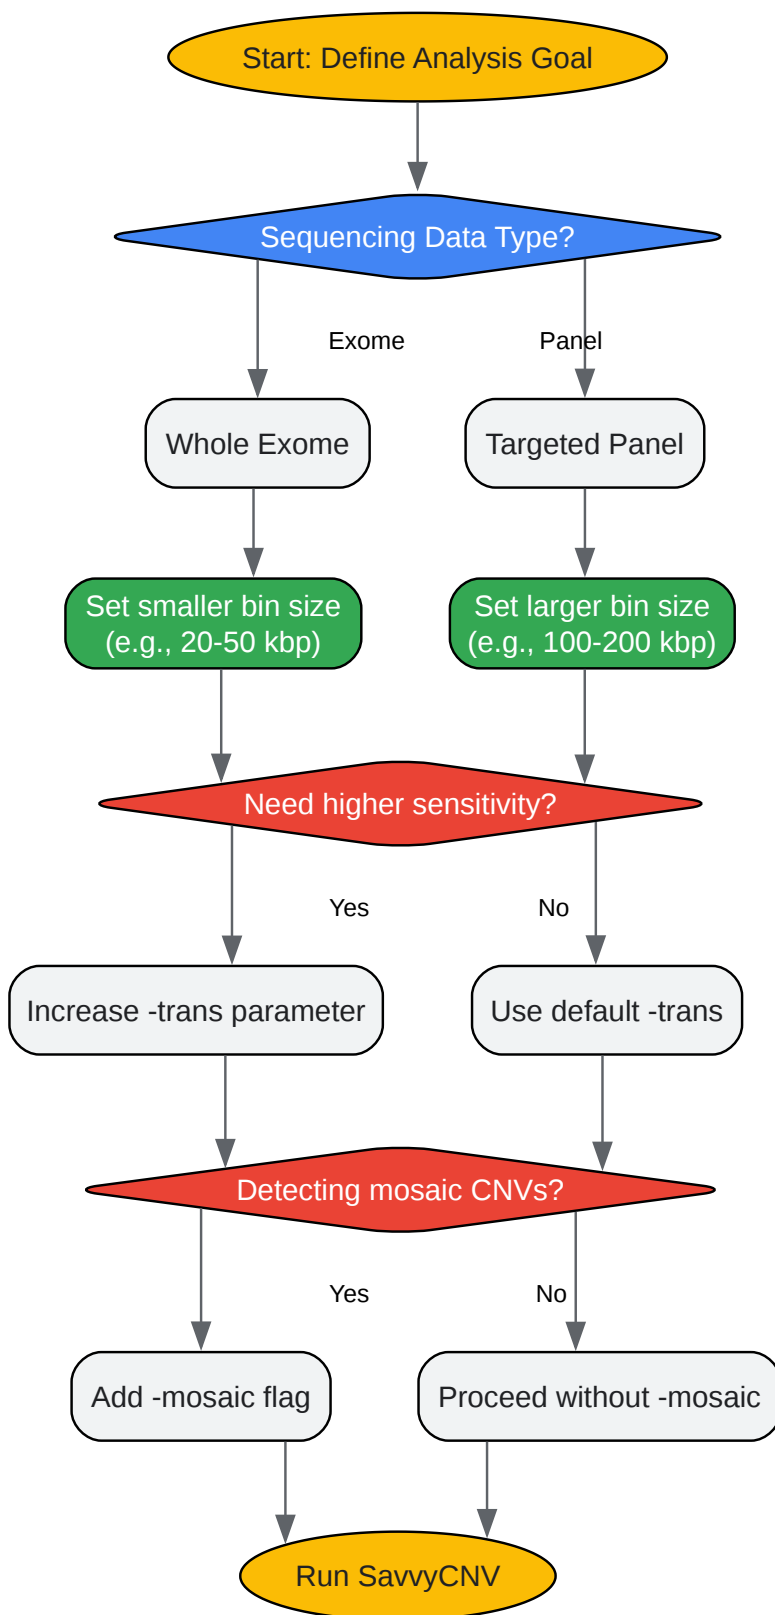 Start: Define Analysis Goal
Sequencing Data Type?
Exome
Panel
Whole Exome
Targeted Panel
Set smaller bin size
(e.g., 20-50 kbp)
Set larger bin size
(e.g., 100-200 kbp)
Need higher sensitivity?
Yes
No
Increase -trans parameter
Use default -trans
Detecting mosaic CNVs?
Yes
No
Add -mosaic flag
Proceed without -mosaic
Run SavvyCNV